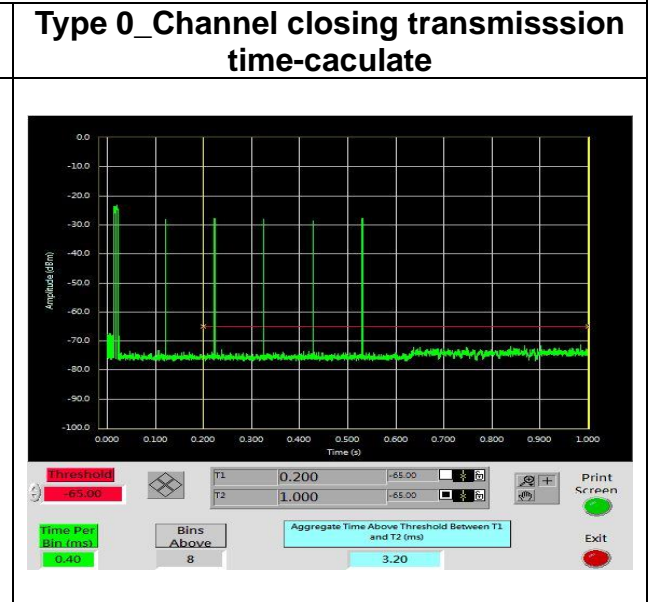 Type 0_Channel closing transmisssion
time-caculate
0.0
-10.0
-20.0
-30.0
-40.0
-50.0
-60.0
-70.0
-80.0
-90.0
-100.0
Amplitude (dBm)
0.000 0.100 0.200 0.300 0.400 0.500 0.600 0.700 0.800 0.900 1.000
Time (s)
Threshold
-65.00
T1 0.200 -65.00
T2 1.000 -65.00
Print
Screen
Time Per
Bin (ms)
0.40
Bins
Above
8
Aggregate Time Above Threshold Between T1
and T2 (ms)
3.20
Exit